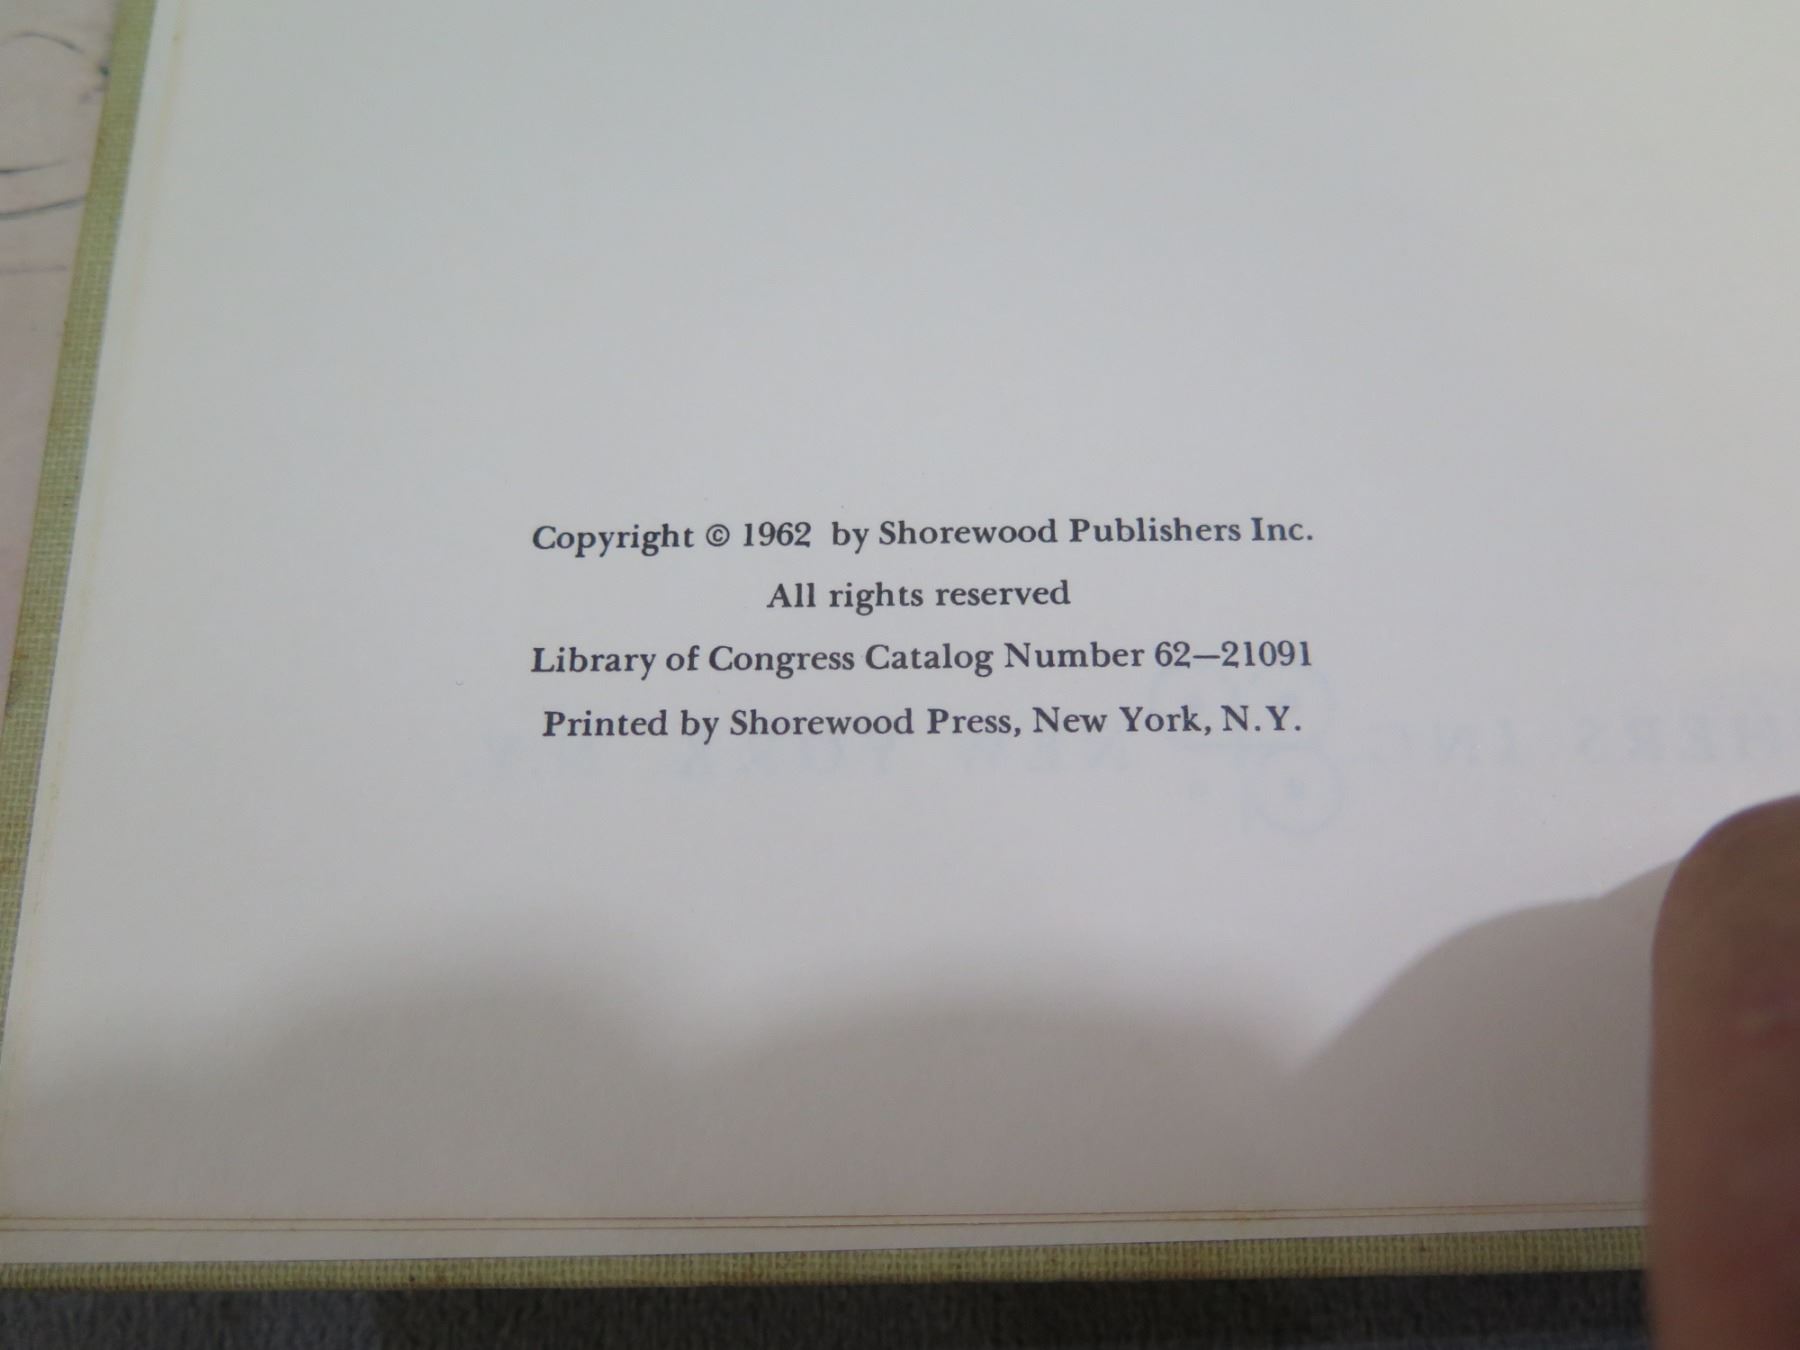 Copyright © 1962 by Shorewood Publishers Inc.
All rights reserved
Library of Congress Catalog Number 62—21091
Printed by Shorewood Press, New York, N.Y.